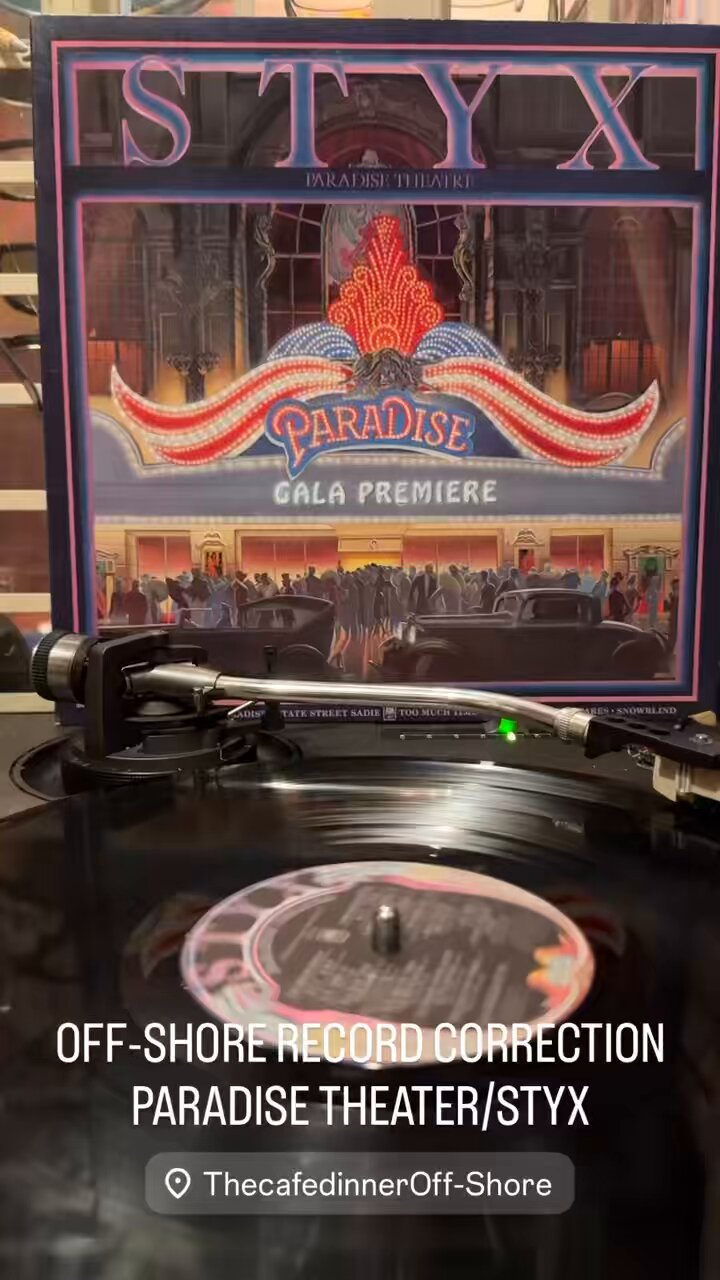 STYX
PARADISE THEATRE
PARADISE
GALA PREMIERE
STATE STREET SADIE TOO MUCH TIME SNOWBLIND
OFF-SHORE RECORD CORRECTION
PARADISE THEATER/STYX
ThecafedinnerOff-Shore